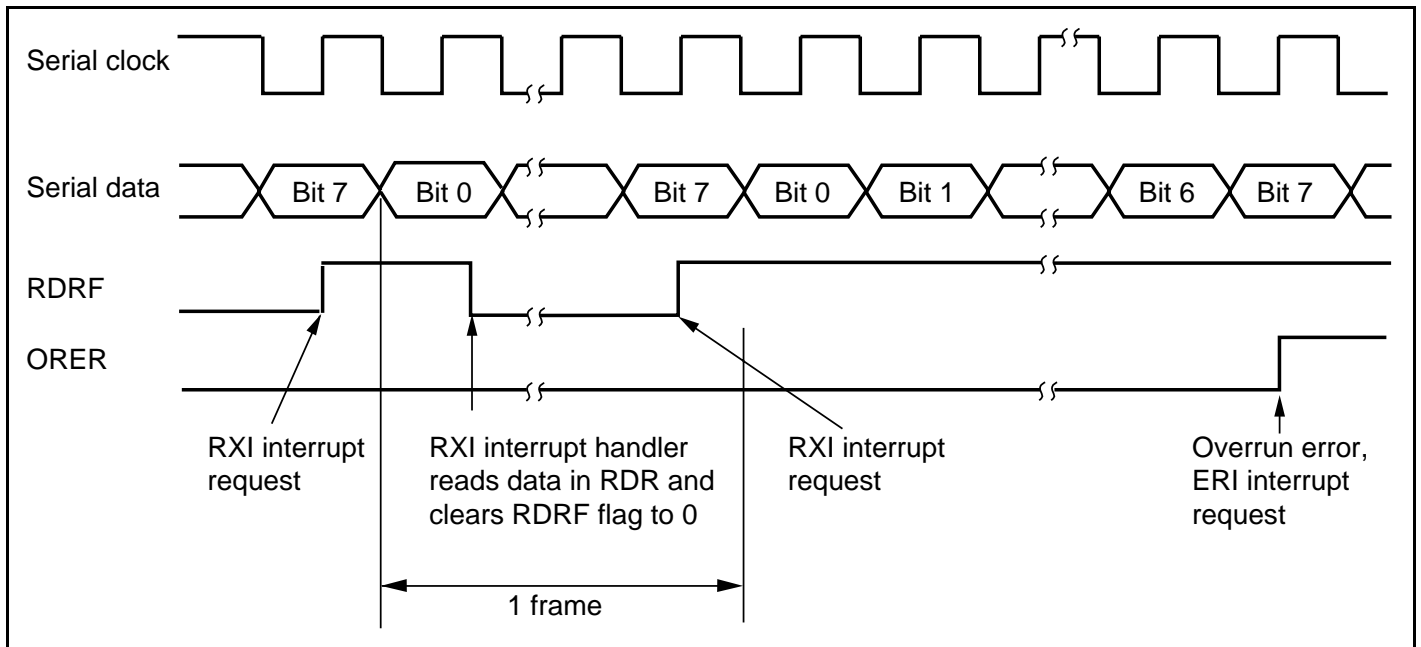 Serial clock
Serial data
Bit 7
Bit 0
Bit 7
Bit 0
Bit 1
Bit 6
Bit 7
RDRF
ORER
RXI interrupt
request
RXI interrupt handler
reads data in RDR and
clears RDRF flag to 0
RXI interrupt
request
Overrun error,
ERI interrupt
request
1 frame